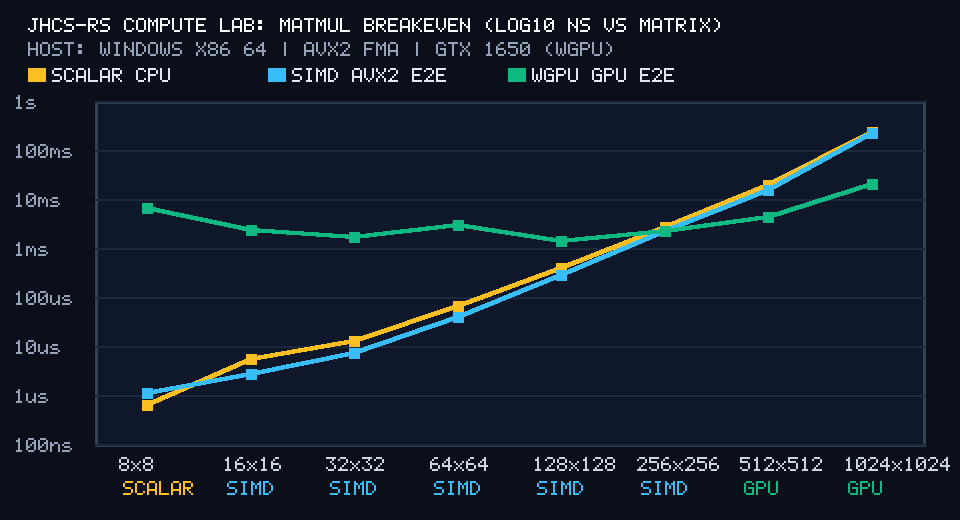 JHCS-RS COMPUTE LAB: MATMUL BREAKEVEN (LOG10 NS VS MATRIX)
HOST: WINDOWS X86 64 | AVX2 FMA | GTX 1650 (WGPU)
SCALAR CPU SIMD AVX2 E2E WGPU GPU E2E
1s
100ms
10ms
1ms
100us
10us
1us
100ns
8x8 16x16 32x32 64x64 128x128 256x256 512x512 1024x1024
SCALAR SIMD SIMD SIMD SIMD SIMD GPU GPU